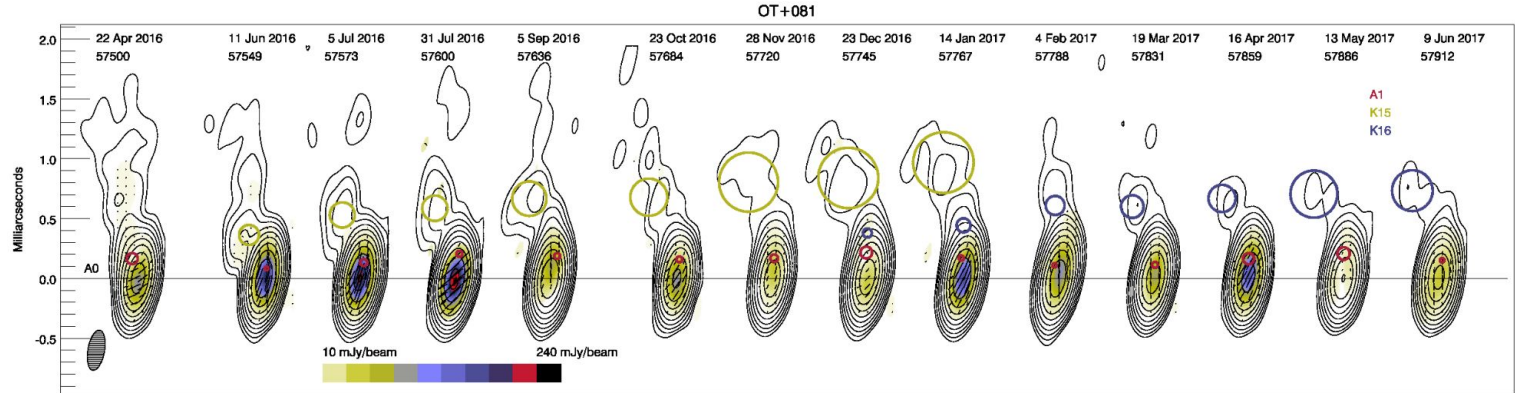 OT+081
22 Apr 2016 11 Jun 2016 5 Jul 2016 31 Jul 2016 5 Sep 2016 23 Oct 2016 28 Nov 2016 23 Dec 2016 14 Jan 2017 4 Feb 2017 19 Mar 2017 16 Apr 2017 13 May 2017 9 Jun 2017
57500 57549 57573 57600 57636 57684 57720 57745 57767 57788 57831 57859 57886 57912
2.0
1.5
1.0
0.5
0.0
-0.5
Milliarcseconds
A0
A1
K15
K16
10 mJy/beam 240 mJy/beam